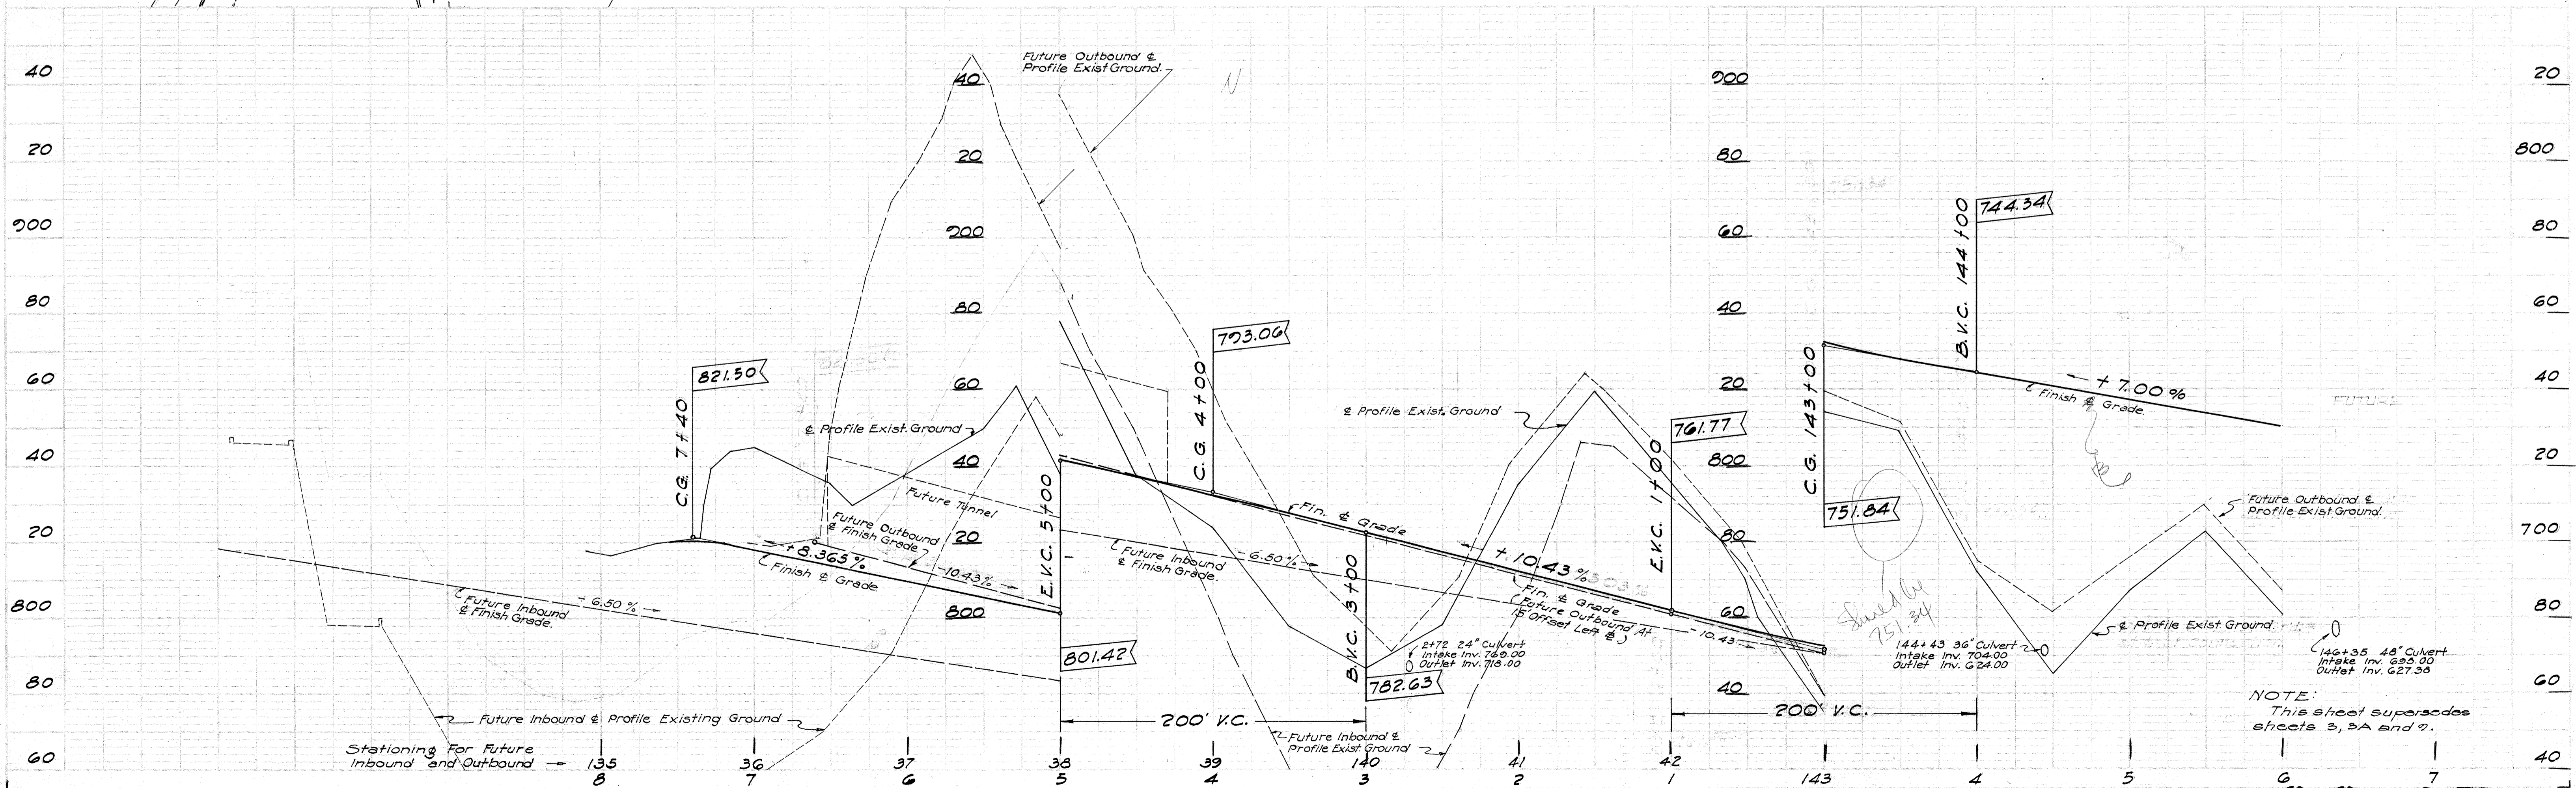 40
20
900
80
60
40
20
800
80
60
40
20
900
80
60
40
20
800
900
80
60
40
20
800
80
60
40
20
800
80
60
40
20
700
80
60
40
Future Outbound ℄
Profile Exist Ground.
N
C.G. 7+40
821.50
℄ Profile Exist. Ground
Future Tunnel
Future Outbound
℄ Finish Grade
+8.365%
-10.43%
Finish ℄ Grade
Future Inbound
℄ Finish Grade.
-6.50%
Future Inbound ℄ Profile Existing Ground
Stationing For Future
Inbound and Outbound
E.V.C. 5+00
801.42
C.G. 4+00
793.06
Fin. ℄ Grade
Future Inbound
℄ Finish Grade.
-6.50%
B.V.C. 3+00
782.63
200' V.C.
Future Inbound ℄
Profile Exist Ground
2+72 24" Culvert
Intake Inv. 769.00
Outlet Inv. 718.00
℄ Profile Exist. Ground
+10.43%
Fin. ℄ Grade
Future Outbound At
15' Offset Left ℄
-10.43
E.V.C. 1+00
761.77
C.G. 143+00
751.84
200' V.C.
B.V.C. 144+00
744.34
+7.00%
Finish ℄ Grade.
751.34
144+43 36" Culvert
Intake Inv. 704.00
Outlet Inv. 624.00
Future Outbound ℄
Profile Exist Ground.
℄ Profile Exist Ground.
146+35 48" Culvert
Intake Inv. 693.00
Outlet Inv. 627.38
FUTURE
NOTE:
This sheet supersedes
sheets 3, 3A and 9.
135 36 37 38 39 140 41 42 143 4 5 6 7
8 7 6 5 4 3 2 1